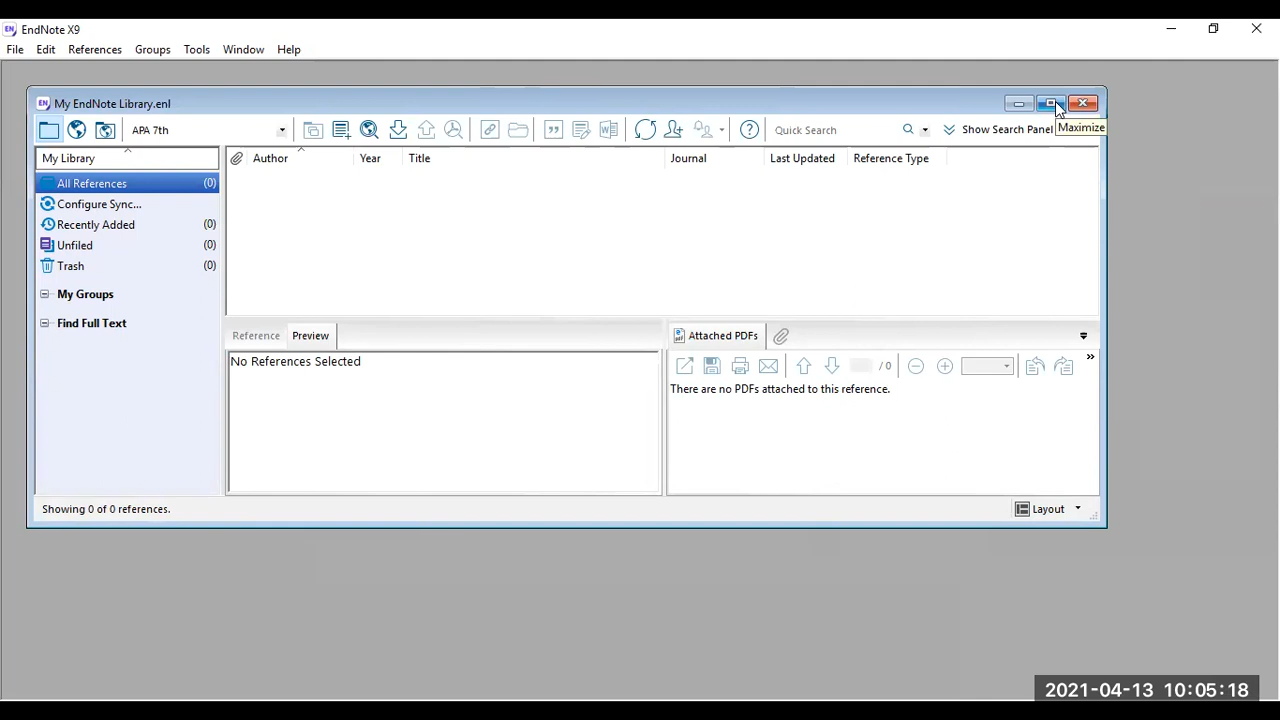 EN EndNote X9
File Edit References Groups Tools Window Help
EN My EndNote Library.enl
APA 7th Quick Search Show Search Panel
Maximize
My Library Author Year Title Journal Last Updated Reference Type
All References (0)
Configure Sync...
Recently Added (0)
Unfiled (0)
Trash (0)
My Groups
Find Full Text
Reference Preview Attached PDFs
No References Selected
/ 0
There are no PDFs attached to this reference.
Showing 0 of 0 references. Layout
2021-04-13 10:05:18